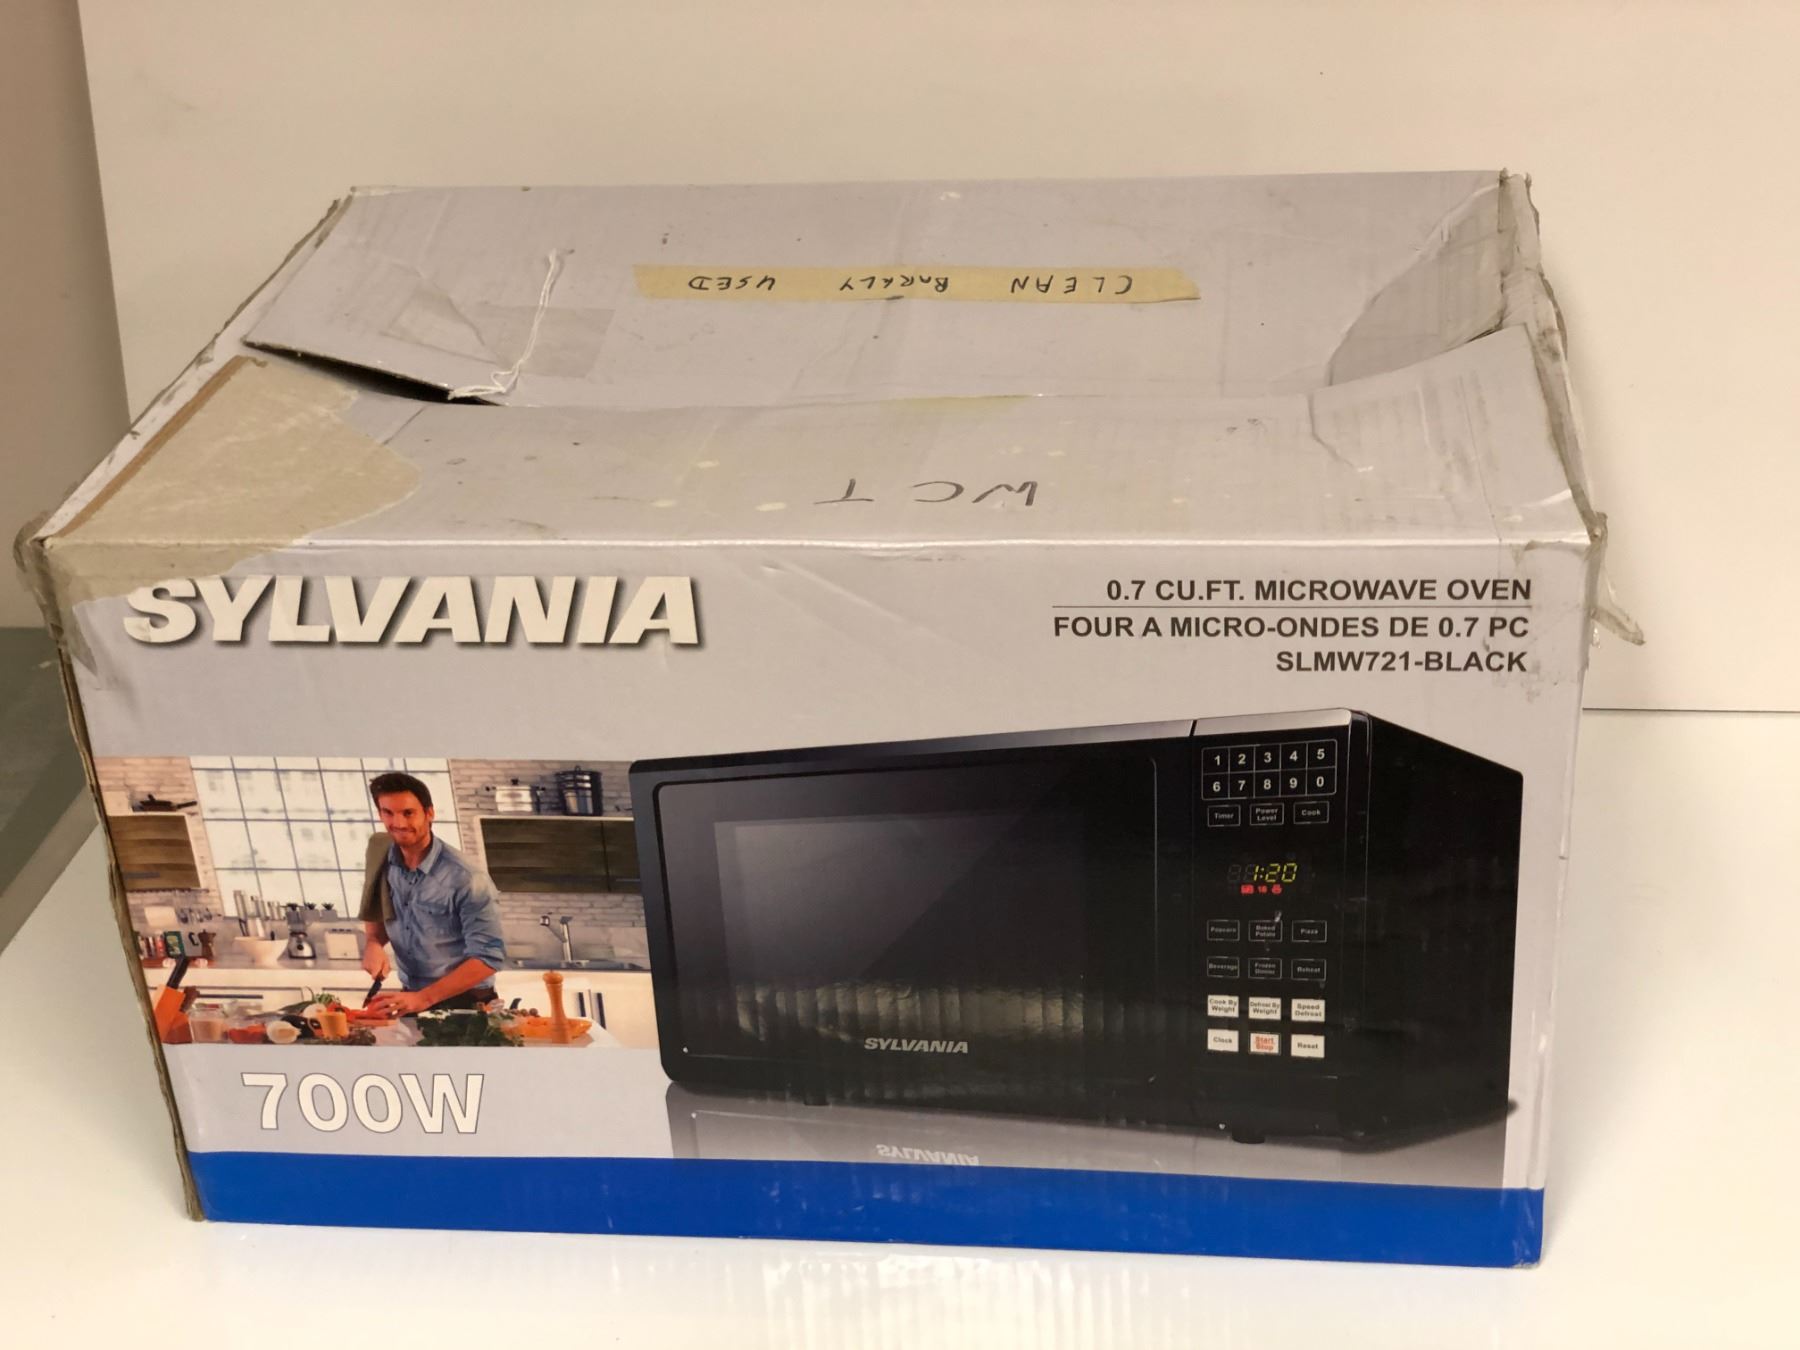 CLEAN BARELY USED
WCT
SYLVANIA
0.7 CU.FT. MICROWAVE OVEN
FOUR A MICRO-ONDES DE 0.7 PC
SLMW721-BLACK
1 2 3 4 5
6 7 8 9 0
Timer Power Level Cook
1:20
Popcorn Baked Potato Pizza
Beverage Frozen Dinner Reheat
Cook By Weight Defrost By Weight Speed Defrost
Clock Start Stop Reset
SYLVANIA
700W
SYLVANIA